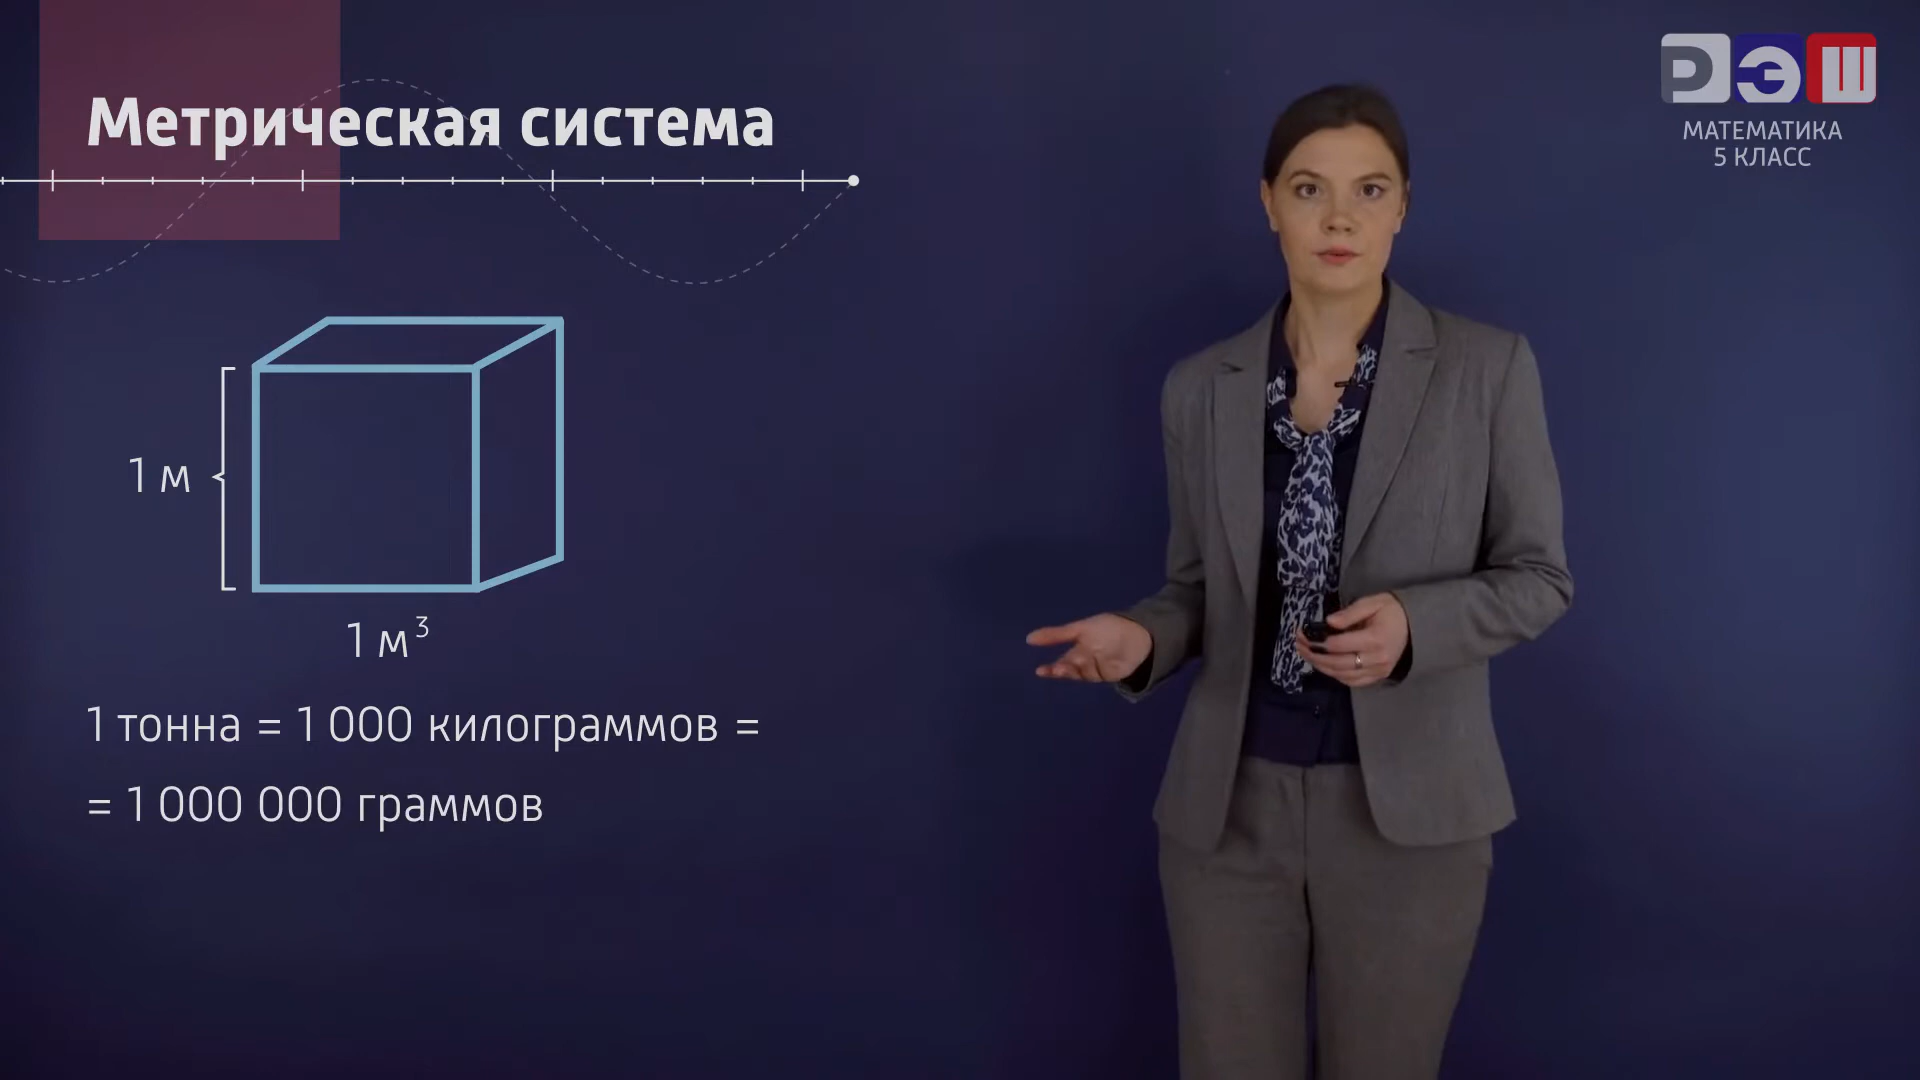 Метрическая система
РЭШ
МАТЕМАТИКА
5 КЛАСС
1 м
1 м³
1 тонна = 1 000 килограммов =
= 1 000 000 граммов